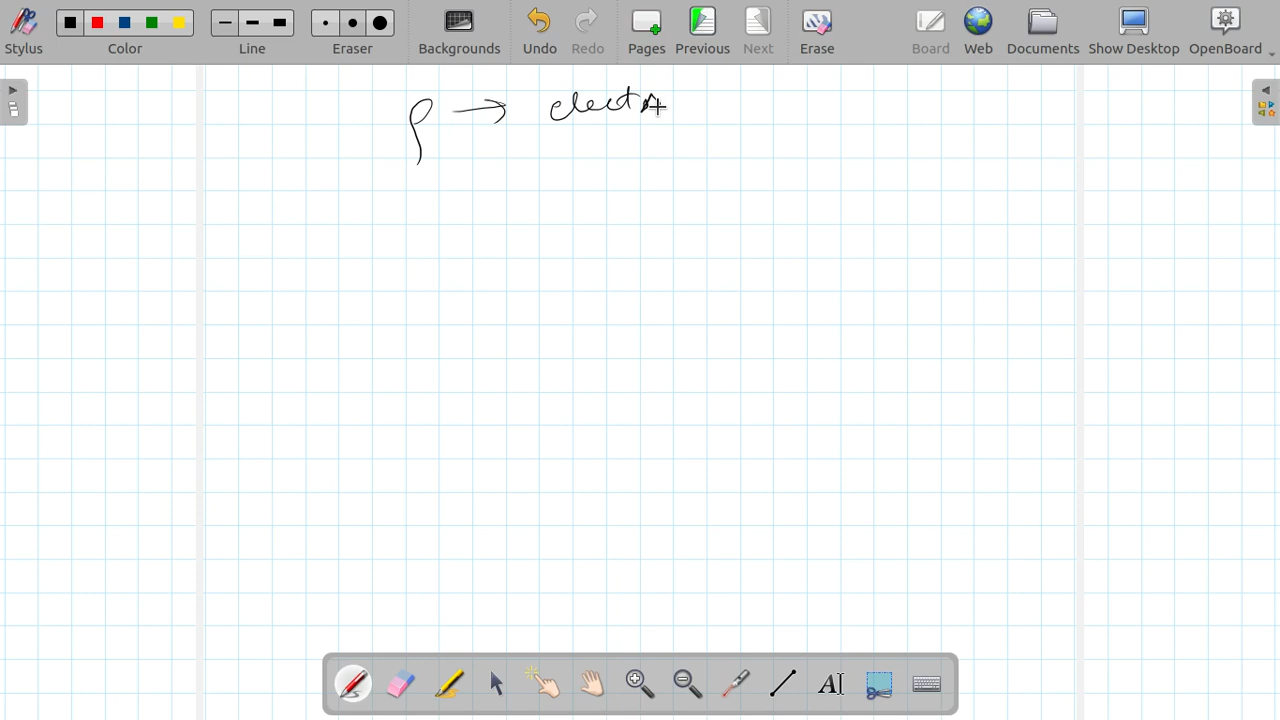 Stylus Color Line Eraser Backgrounds Undo Redo Pages Previous Next Erase Board Web Documents Show Desktop OpenBoard
ρ → electr